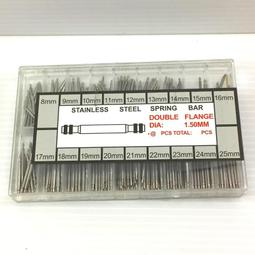 8mm 9mm 10mm 11mm 12mm 13mm 14mm 15mm 16mm
STAINLESS STEEL SPRING BAR
DOUBLE FLANGE
DIA: 1.50MM
-@ PCS TOTAL: PCS
17mm 18mm 19mm 20mm 21mm 22mm 23mm 24mm 25mm